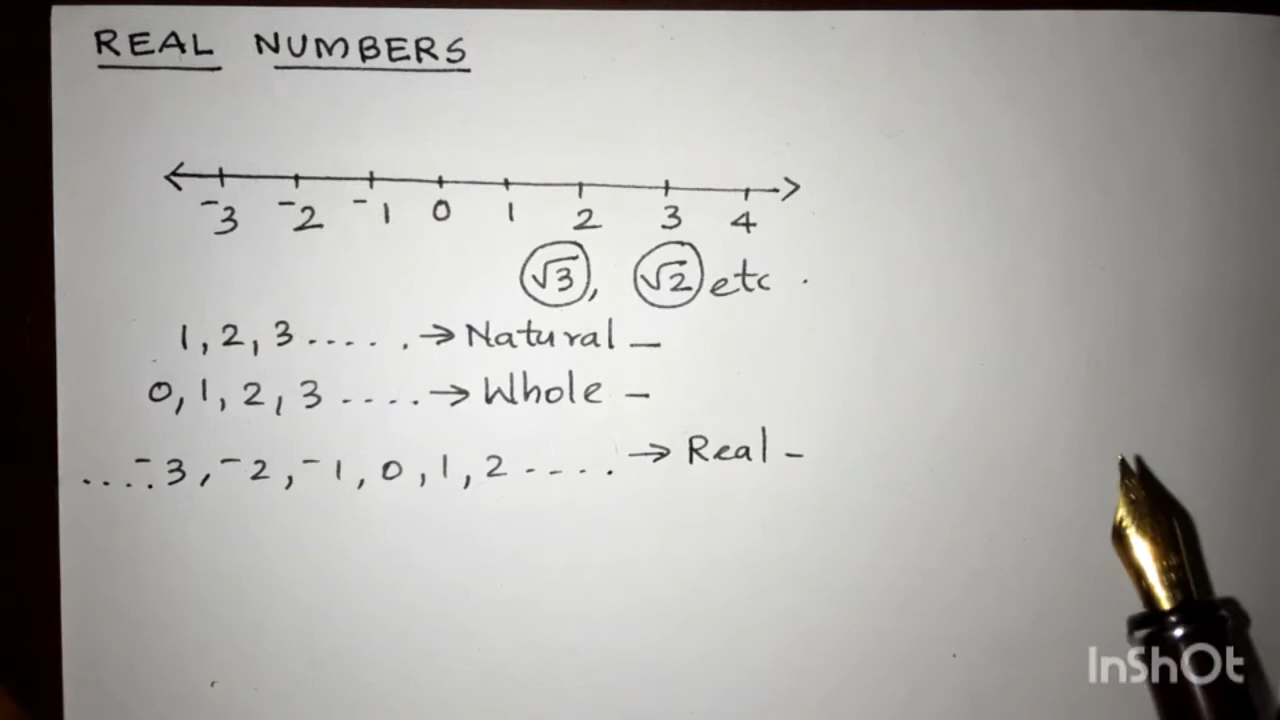 REAL NUMBERS
-3 -2 -1 0 1 2 3 4
√3, √2 etc.
1, 2, 3 ..... → Natural -
0, 1, 2, 3 .... → Whole -
.... -3, -2, -1, 0, 1, 2 ..... → Real -
InShOt